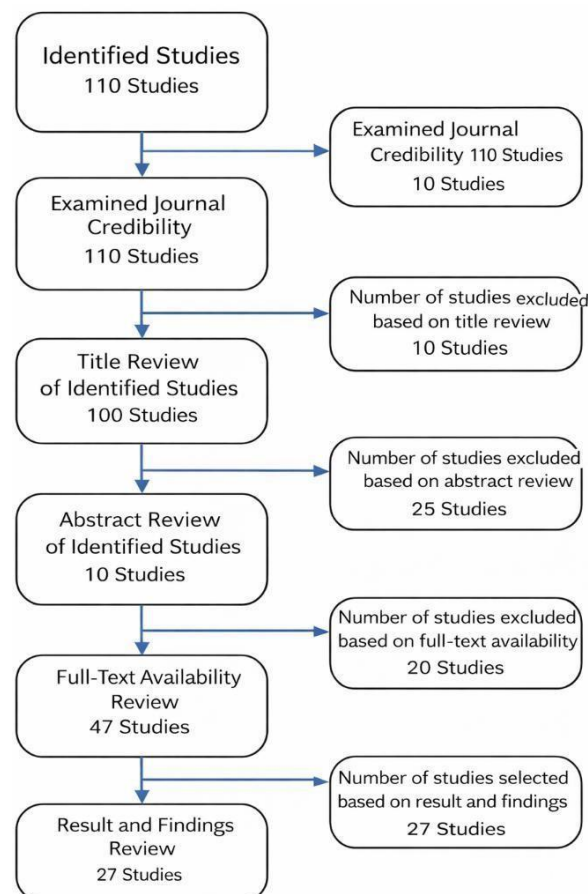 Identified Studies
110 Studies
Examined Journal
Credibility 110 Studies
10 Studies
Examined Journal
Credibility
110 Studies
Number of studies excluded
based on title review
10 Studies
Title Review
of Identified Studies
100 Studies
Number of studies excluded
based on abstract review
25 Studies
Abstract Review
of Identified Studies
10 Studies
Number of studies excluded
based on full-text availability
20 Studies
Full-Text Availability
Review
47 Studies
Number of studies selected
based on result and findings
27 Studies
Result and Findings
Review
27 Studies